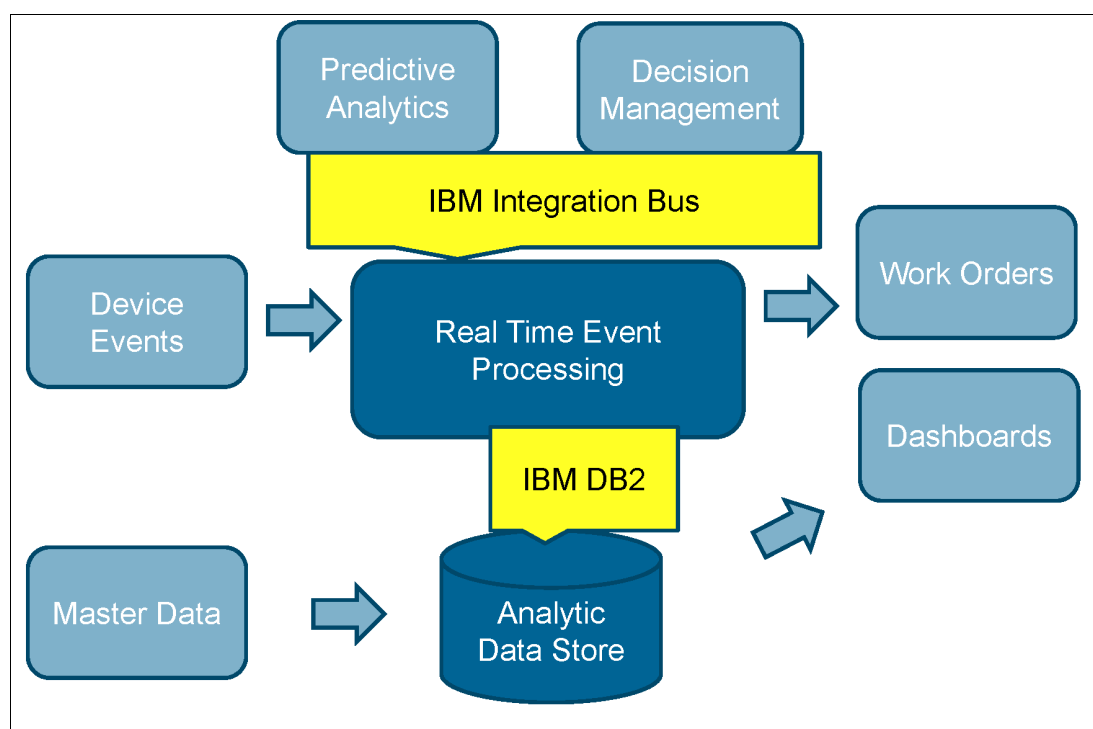 Predictive
Analytics
Decision
Management
IBM Integration Bus
Device
Events
Real Time Event
Processing
Work Orders
Dashboards
IBM DB2
Master Data
Analytic
Data Store